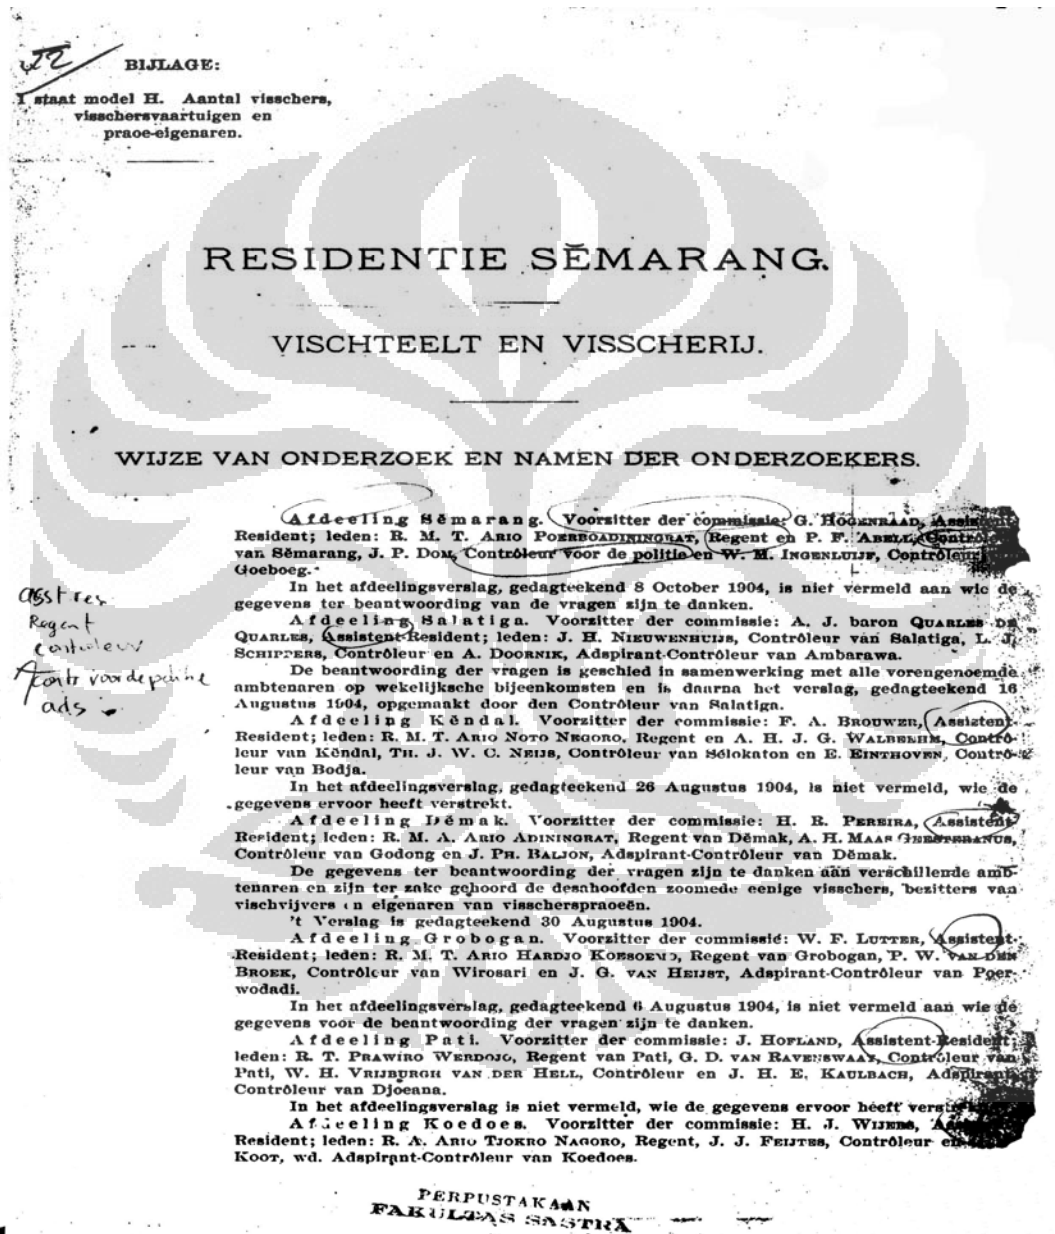 BIJLAGE:
1 staat model H. Aantal visschers,
visschersvaartuigen en
praoe-eigenaren.
RESIDENTIE SĔMARANG.
VISCHTEELT EN VISSCHERIJ.
WIJZE VAN ONDERZOEK EN NAMEN DER ONDERZOEKERS.
Afdeeling Sĕmarang. Voorzitter der commissie: G. HOGENRAAD,
Resident; leden: R. M. T. ARIO POERBOADININGRAT, Regent en P. F. ABELL,
van Sĕmarang, J. P. DOM, Contrôleur voor de politie en W. M. INGENLUIJF, Contrôleur
Goeboeg.
In het afdeelingsverslag, gedagteekend 8 October 1904, is niet vermeld aan wie de
gegevens ter beantwoording van de vragen zijn te danken.
Afdeeling Salatiga. Voorzitter der commissie: A. J. baron QUARLES DE
QUARLES, Assistent-Resident; leden: J. H. NIEUWENHUIJS, Contrôleur van Salatiga, L. J.
SCHIPPERS, Contrôleur en A. DOORNIK, Adspirant-Contrôleur van Ambarawa.
De beantwoording der vragen is geschied in samenwerking met alle vorengenoemde
ambtenaren op wekelijksche bijeenkomsten en is daarna het verslag, gedagteekend 16
Augustus 1904, opgemaakt door den Contrôleur van Salatiga.
Afdeeling Kĕndal. Voorzitter der commissie: F. A. BROUWER, Assistent-
Resident; leden: R. M. T. ARIO NOTO NEGORO, Regent en A. H. J. G. WALBEEHM, Contrô-
leur van Kĕndal, TH. J. W. C. NEIJS, Contrôleur van Sĕlokaton en E. EINTHOVEN, Contrô-
leur van Bodja.
In het afdeelingsverslag, gedagteekend 26 Augustus 1904, is niet vermeld, wie de
gegevens ervoor heeft verstrekt.
Afdeeling Dĕmak. Voorzitter der commissie: H. R. PEREIRA, Assistent-
Resident; leden: R. M. A. ARIO ADININGRAT, Regent van Dĕmak, A. H. MAAS GEESTERANUS,
Contrôleur van Godong en J. PH. BALJON, Adspirant-Contrôleur van Dĕmak.
De gegevens ter beantwoording der vragen zijn te danken aan verschillende amb-
tenaren en zijn ter zake gehoord de desahoofden zoomede eenige visschers, bezitters van
vischvijvers en eigenaren van visscherspraoeën.
't Verslag is gedagteekend 30 Augustus 1904.
Afdeeling Grobogan. Voorzitter der commissie: W. F. LUTTER, Assistent-
Resident; leden: R. M. T. ARIO HARDJO KOESOEMO, Regent van Grobogan, P. W. VAN DEN
BROEK, Contrôleur van Wirosari en J. G. VAN HEIJST, Adspirant-Contrôleur van Poer-
wodadi.
In het afdeelingsverslag, gedagteekend 6 Augustus 1904, is niet vermeld aan wie de
gegevens voor de beantwoording der vragen zijn te danken.
Afdeeling Pati. Voorzitter der commissie: J. HOFLAND, Assistent-Resident;
leden: R. T. PRAWIRO WERDOJO, Regent van Pati, G. D. VAN RAVENSWAAY, Contrôleur van
Pati, W. H. VRIJBURGH VAN DER HELL, Contrôleur en J. H. E. KAULBACH, Adspirant-
Contrôleur van Djoeana.
In het afdeelingsverslag is niet vermeld, wie de gegevens ervoor heeft
Afdeeling Koedoes. Voorzitter der commissie: H. J. WIJERS,
Resident; leden: R. A. ARIO TJOKRO NAGORO, Regent, J. J. FEIJTES, Contrôleur en
KOOT, wd. Adspirant-Contrôleur van Koedoes.
asst res
Regent
controleur
contr voor de politie
ads
PERPUSTAKAAN
FAKULTAS SASTRA